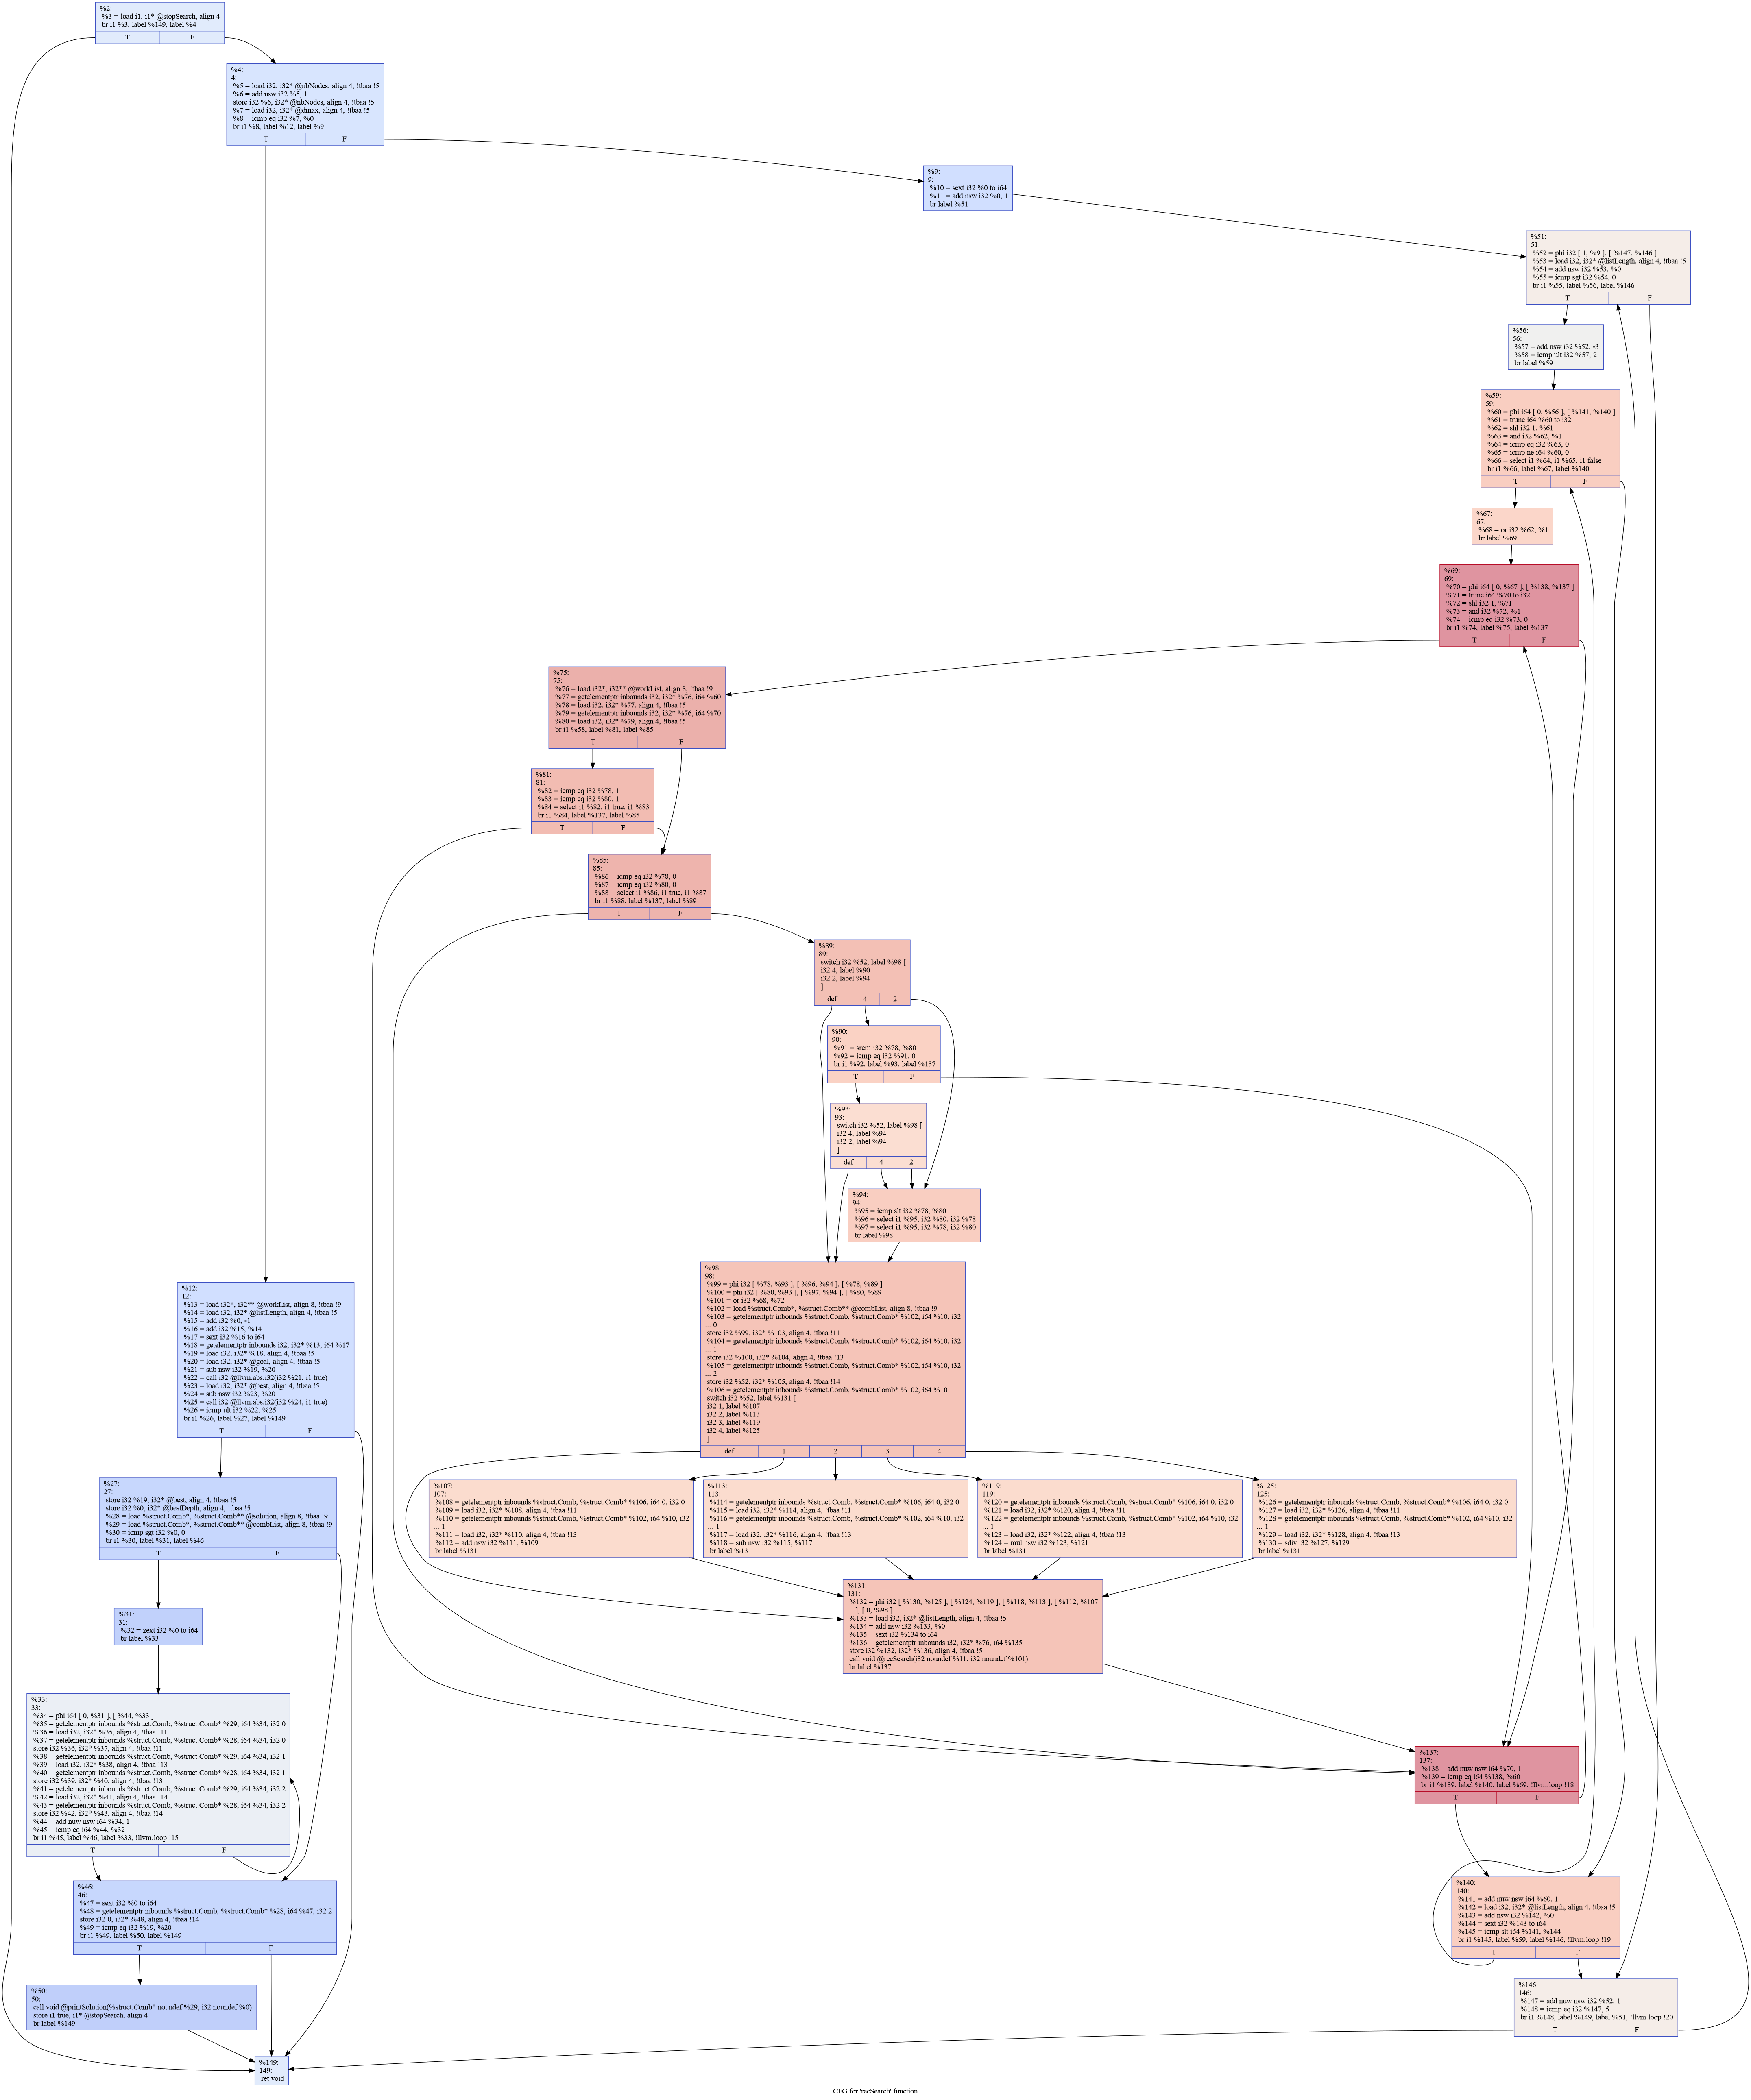 %2:
%3 = load i1, i1* @stopSearch, align 4
br i1 %3, label %149, label %4
T F
%4:
4:
%5 = load i32, i32* @nbNodes, align 4, !tbaa !5
%6 = add nsw i32 %5, 1
store i32 %6, i32* @nbNodes, align 4, !tbaa !5
%7 = load i32, i32* @dmax, align 4, !tbaa !5
%8 = icmp eq i32 %7, %0
br i1 %8, label %12, label %9
T F
%9:
9:
%10 = sext i32 %0 to i64
%11 = add nsw i32 %0, 1
br label %51
%51:
51:
%52 = phi i32 [ 1, %9 ], [ %147, %146 ]
%53 = load i32, i32* @listLength, align 4, !tbaa !5
%54 = add nsw i32 %53, %0
%55 = icmp sgt i32 %54, 0
br i1 %55, label %56, label %146
T F
%56:
56:
%57 = add nsw i32 %52, -3
%58 = icmp ult i32 %57, 2
br label %59
%59:
59:
%60 = phi i64 [ 0, %56 ], [ %141, %140 ]
%61 = trunc i64 %60 to i32
%62 = shl i32 1, %61
%63 = and i32 %62, %1
%64 = icmp eq i32 %63, 0
%65 = icmp ne i64 %60, 0
%66 = select i1 %64, i1 %65, i1 false
br i1 %66, label %67, label %140
T F
%67:
67:
%68 = or i32 %62, %1
br label %69
%69:
69:
%70 = phi i64 [ 0, %67 ], [ %138, %137 ]
%71 = trunc i64 %70 to i32
%72 = shl i32 1, %71
%73 = and i32 %72, %1
%74 = icmp eq i32 %73, 0
br i1 %74, label %75, label %137
T F
%75:
75:
%76 = load i32*, i32** @workList, align 8, !tbaa !9
%77 = getelementptr inbounds i32, i32* %76, i64 %60
%78 = load i32, i32* %77, align 4, !tbaa !5
%79 = getelementptr inbounds i32, i32* %76, i64 %70
%80 = load i32, i32* %79, align 4, !tbaa !5
br i1 %58, label %81, label %85
T F
%81:
81:
%82 = icmp eq i32 %78, 1
%83 = icmp eq i32 %80, 1
%84 = select i1 %82, i1 true, i1 %83
br i1 %84, label %137, label %85
T F
%85:
85:
%86 = icmp eq i32 %78, 0
%87 = icmp eq i32 %80, 0
%88 = select i1 %86, i1 true, i1 %87
br i1 %88, label %137, label %89
T F
%89:
89:
switch i32 %52, label %98 [
i32 4, label %90
i32 2, label %94
]
def 4 2
%90:
90:
%91 = srem i32 %78, %80
%92 = icmp eq i32 %91, 0
br i1 %92, label %93, label %137
T F
%93:
93:
switch i32 %52, label %98 [
i32 4, label %94
i32 2, label %94
]
def 4 2
%94:
94:
%95 = icmp slt i32 %78, %80
%96 = select i1 %95, i32 %80, i32 %78
%97 = select i1 %95, i32 %78, i32 %80
br label %98
%98:
98:
%99 = phi i32 [ %78, %93 ], [ %96, %94 ], [ %78, %89 ]
%100 = phi i32 [ %80, %93 ], [ %97, %94 ], [ %80, %89 ]
%101 = or i32 %68, %72
%102 = load %struct.Comb*, %struct.Comb** @combList, align 8, !tbaa !9
%103 = getelementptr inbounds %struct.Comb, %struct.Comb* %102, i64 %10, i32
... 0
store i32 %99, i32* %103, align 4, !tbaa !11
%104 = getelementptr inbounds %struct.Comb, %struct.Comb* %102, i64 %10, i32
... 1
store i32 %100, i32* %104, align 4, !tbaa !13
%105 = getelementptr inbounds %struct.Comb, %struct.Comb* %102, i64 %10, i32
... 2
store i32 %52, i32* %105, align 4, !tbaa !14
%106 = getelementptr inbounds %struct.Comb, %struct.Comb* %102, i64 %10
switch i32 %52, label %131 [
i32 1, label %107
i32 2, label %113
i32 3, label %119
i32 4, label %125
]
def 1 2 3 4
%12:
12:
%13 = load i32*, i32** @workList, align 8, !tbaa !9
%14 = load i32, i32* @listLength, align 4, !tbaa !5
%15 = add i32 %0, -1
%16 = add i32 %15, %14
%17 = sext i32 %16 to i64
%18 = getelementptr inbounds i32, i32* %13, i64 %17
%19 = load i32, i32* %18, align 4, !tbaa !5
%20 = load i32, i32* @goal, align 4, !tbaa !5
%21 = sub nsw i32 %19, %20
%22 = call i32 @llvm.abs.i32(i32 %21, i1 true)
%23 = load i32, i32* @best, align 4, !tbaa !5
%24 = sub nsw i32 %23, %20
%25 = call i32 @llvm.abs.i32(i32 %24, i1 true)
%26 = icmp ult i32 %22, %25
br i1 %26, label %27, label %149
T F
%27:
27:
store i32 %19, i32* @best, align 4, !tbaa !5
store i32 %0, i32* @bestDepth, align 4, !tbaa !5
%28 = load %struct.Comb*, %struct.Comb** @solution, align 8, !tbaa !9
%29 = load %struct.Comb*, %struct.Comb** @combList, align 8, !tbaa !9
%30 = icmp sgt i32 %0, 0
br i1 %30, label %31, label %46
T F
%107:
107:
%108 = getelementptr inbounds %struct.Comb, %struct.Comb* %106, i64 0, i32 0
%109 = load i32, i32* %108, align 4, !tbaa !11
%110 = getelementptr inbounds %struct.Comb, %struct.Comb* %102, i64 %10, i32
... 1
%111 = load i32, i32* %110, align 4, !tbaa !13
%112 = add nsw i32 %111, %109
br label %131
%113:
113:
%114 = getelementptr inbounds %struct.Comb, %struct.Comb* %106, i64 0, i32 0
%115 = load i32, i32* %114, align 4, !tbaa !11
%116 = getelementptr inbounds %struct.Comb, %struct.Comb* %102, i64 %10, i32
... 1
%117 = load i32, i32* %116, align 4, !tbaa !13
%118 = sub nsw i32 %115, %117
br label %131
%119:
119:
%120 = getelementptr inbounds %struct.Comb, %struct.Comb* %106, i64 0, i32 0
%121 = load i32, i32* %120, align 4, !tbaa !11
%122 = getelementptr inbounds %struct.Comb, %struct.Comb* %102, i64 %10, i32
... 1
%123 = load i32, i32* %122, align 4, !tbaa !13
%124 = mul nsw i32 %123, %121
br label %131
%125:
125:
%126 = getelementptr inbounds %struct.Comb, %struct.Comb* %106, i64 0, i32 0
%127 = load i32, i32* %126, align 4, !tbaa !11
%128 = getelementptr inbounds %struct.Comb, %struct.Comb* %102, i64 %10, i32
... 1
%129 = load i32, i32* %128, align 4, !tbaa !13
%130 = sdiv i32 %127, %129
br label %131
%131:
131:
%132 = phi i32 [ %130, %125 ], [ %124, %119 ], [ %118, %113 ], [ %112, %107
... ], [ 0, %98 ]
%133 = load i32, i32* @listLength, align 4, !tbaa !5
%134 = add nsw i32 %133, %0
%135 = sext i32 %134 to i64
%136 = getelementptr inbounds i32, i32* %76, i64 %135
store i32 %132, i32* %136, align 4, !tbaa !5
call void @recSearch(i32 noundef %11, i32 noundef %101)
br label %137
%31:
31:
%32 = zext i32 %0 to i64
br label %33
%33:
33:
%34 = phi i64 [ 0, %31 ], [ %44, %33 ]
%35 = getelementptr inbounds %struct.Comb, %struct.Comb* %29, i64 %34, i32 0
%36 = load i32, i32* %35, align 4, !tbaa !11
%37 = getelementptr inbounds %struct.Comb, %struct.Comb* %28, i64 %34, i32 0
store i32 %36, i32* %37, align 4, !tbaa !11
%38 = getelementptr inbounds %struct.Comb, %struct.Comb* %29, i64 %34, i32 1
%39 = load i32, i32* %38, align 4, !tbaa !13
%40 = getelementptr inbounds %struct.Comb, %struct.Comb* %28, i64 %34, i32 1
store i32 %39, i32* %40, align 4, !tbaa !13
%41 = getelementptr inbounds %struct.Comb, %struct.Comb* %29, i64 %34, i32 2
%42 = load i32, i32* %41, align 4, !tbaa !14
%43 = getelementptr inbounds %struct.Comb, %struct.Comb* %28, i64 %34, i32 2
store i32 %42, i32* %43, align 4, !tbaa !14
%44 = add nuw nsw i64 %34, 1
%45 = icmp eq i64 %44, %32
br i1 %45, label %46, label %33, !llvm.loop !15
T F
%137:
137:
%138 = add nuw nsw i64 %70, 1
%139 = icmp eq i64 %138, %60
br i1 %139, label %140, label %69, !llvm.loop !18
T F
%46:
46:
%47 = sext i32 %0 to i64
%48 = getelementptr inbounds %struct.Comb, %struct.Comb* %28, i64 %47, i32 2
store i32 0, i32* %48, align 4, !tbaa !14
%49 = icmp eq i32 %19, %20
br i1 %49, label %50, label %149
T F
%140:
140:
%141 = add nuw nsw i64 %60, 1
%142 = load i32, i32* @listLength, align 4, !tbaa !5
%143 = add nsw i32 %142, %0
%144 = sext i32 %143 to i64
%145 = icmp slt i64 %141, %144
br i1 %145, label %59, label %146, !llvm.loop !19
T F
%50:
50:
call void @printSolution(%struct.Comb* noundef %29, i32 noundef %0)
store i1 true, i1* @stopSearch, align 4
br label %149
%146:
146:
%147 = add nuw nsw i32 %52, 1
%148 = icmp eq i32 %147, 5
br i1 %148, label %149, label %51, !llvm.loop !20
T F
%149:
149:
ret void
CFG for 'recSearch' function